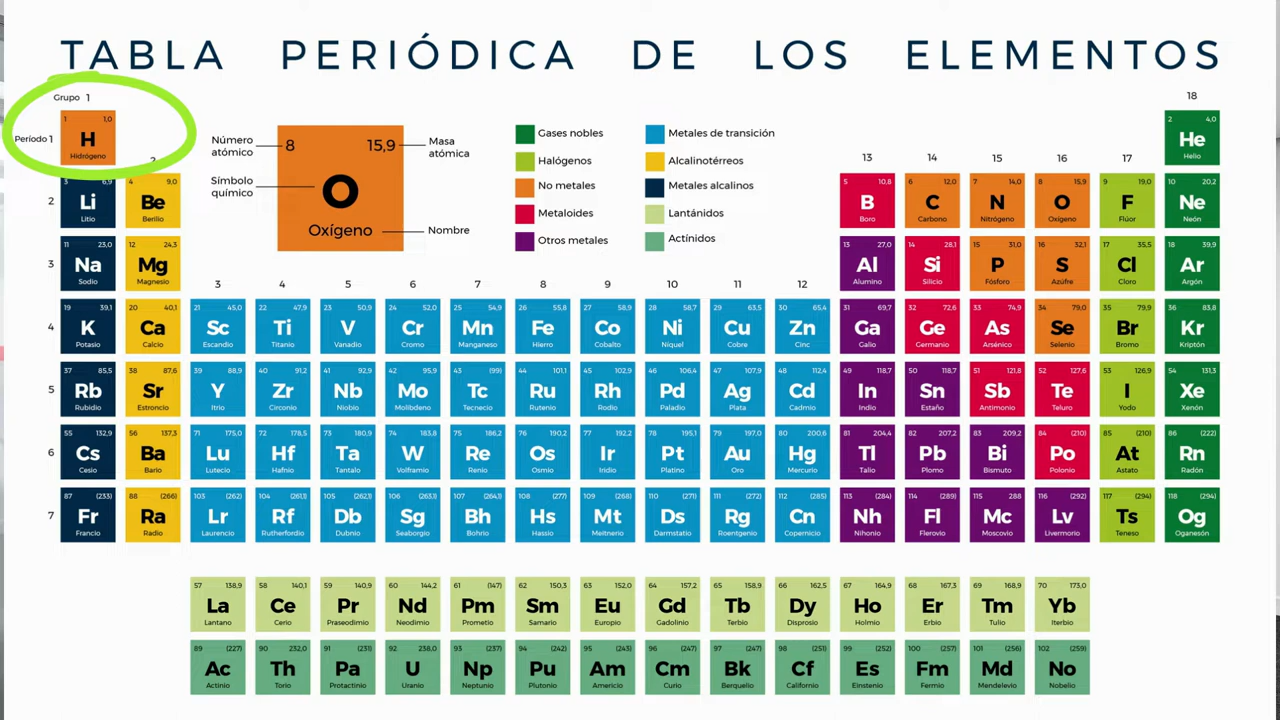 TABLA PERIÓDICA DE LOS ELEMENTOS
Grupo 1
18
Período 1
1 1,0
H
Hidrógeno
2 4,0
He
Helio
Número atómico
8
15,9
Masa atómica
Símbolo químico
O
Oxígeno
Nombre
Gases nobles
Halógenos
No metales
Metaloides
Otros metales
Metales de transición
Alcalinotérreos
Metales alcalinos
Lantánidos
Actínidos
2
13 14 15 16 17
2
3 6,9 4 9,0 5 10,8 6 12,0 7 14,0 8 15,9 9 19,0 10 20,2
Li Be B C N O F Ne
Litio Berilio Boro Carbono Nitrógeno Oxígeno Flúor Neón
3
11 23,0 12 24,3 13 27,0 14 28,1 15 31,0 16 32,1 17 35,5 18 39,9
Na Mg Al Si P S Cl Ar
Sodio Magnesio Alumino Silicio Fósforo Azúfre Cloro Argón
3 4 5 6 7 8 9 10 11 12
4
19 39,1 20 40,1 21 45,0 22 47,9 23 50,9 24 52,0 25 54,9 26 55,8 27 58,9 28 58,7 29 63,5 30 65,4 31 69,7 32 72,6 33 74,9 34 79,0 35 79,9 36 83,8
K Ca Sc Ti V Cr Mn Fe Co Ni Cu Zn Ga Ge As Se Br Kr
Potasio Calcio Escandio Titanio Vanadio Cromo Manganeso Hierro Cobalto Níquel Cobre Cinc Galio Germanio Arsénico Selenio Bromo Kriptón
5
37 85,5 38 87,6 39 88,9 40 91,2 41 92,9 42 95,9 43 (99) 44 101,1 45 102,9 46 106,4 47 107,9 48 112,4 49 118,7 50 118,7 51 121,8 52 127,6 53 126,9 54 131,3
Rb Sr Y Zr Nb Mo Tc Ru Rh Pd Ag Cd In Sn Sb Te I Xe
Rubidio Estroncio Itrio Circonio Niobio Molibdeno Tecnecio Rutenio Rodio Paladio Plata Cadmio Indio Estaño Antimonio Teluro Yodo Xenón
6
55 132,9 56 137,3 71 175,0 72 178,5 73 180,9 74 183,8 75 186,2 76 190,2 77 192,2 78 195,1 79 197,0 80 200,6 81 204,4 82 207,2 83 209,2 84 (210) 85 (210) 86 (222)
Cs Ba Lu Hf Ta W Re Os Ir Pt Au Hg Tl Pb Bi Po At Rn
Cesio Bario Lutecio Hafnio Tantalo Volframio Renio Osmio Iridio Platino Oro Mercurio Talio Plomo Bismuto Polonio Astato Radón
7
87 (233) 88 (266) 103 (262) 104 (261,1) 105 (262,1) 106 (263,1) 107 (264,1) 108 (277) 109 (268) 110 (271) 111 (272) 112 (285) 113 (284) 114 (289) 115 288 116 (292) 117 (294) 118 (294)
Fr Ra Lr Rf Db Sg Bh Hs Mt Ds Rg Cn Nh Fl Mc Lv Ts Og
Francio Radio Laurencio Rutherfordio Dubnio Seaborgio Bohrio Hassio Meitnerio Darmstatio Roentgenio Copernicio Nihonio Flerovio Moscovio Livermorio Teneso Oganesón
57 138,9 58 140,1 59 140,9 60 144,2 61 (147) 62 150,3 63 152,0 64 157,2 65 158,9 66 162,5 67 164,9 68 167,3 69 168,9 70 173,0
La Ce Pr Nd Pm Sm Eu Gd Tb Dy Ho Er Tm Yb
Lantano Cerio Praseodimio Neodimio Prometio Samario Europio Gadolinio Terbio Disprosio Holmio Erbio Tulio Iterbio
89 (227) 90 232,0 91 (231) 92 238,0 93 (237) 94 (242) 95 (243) 96 (247) 97 (247) 98 (251) 99 (252) 100 (257) 101 (256) 102 (259)
Ac Th Pa U Np Pu Am Cm Bk Cf Es Fm Md No
Actinio Torio Protactinio Uranio Neptunio Plutonio Americio Curio Berquelio Californio Einstenio Fermio Mendelevio Nobelio